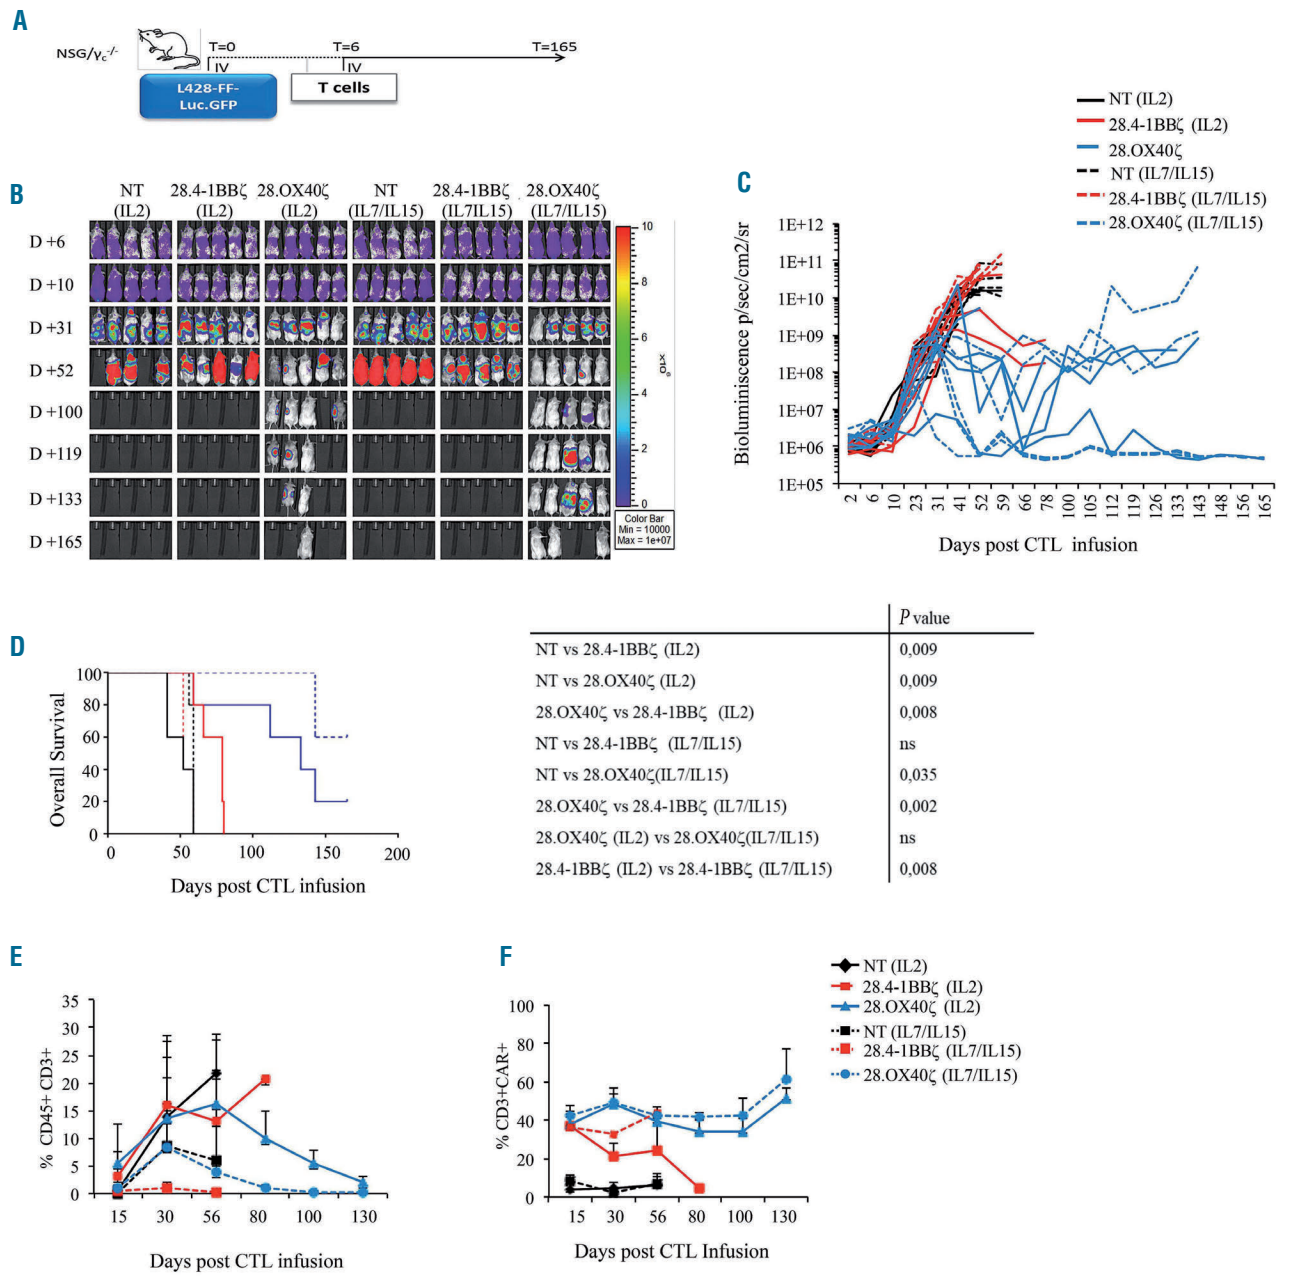 A
NSG/γc-/-
T=0
T=6
T=165
IV
IV
L428-FF-
Luc.GFP
T cells
B
NT
(IL2)
28.4-1BBζ
(IL2)
28.OX40ζ
(IL2)
NT
(IL7/IL15)
28.4-1BBζ
(IL7/IL15)
28.OX40ζ
(IL7/IL15)
D +6
D +10
D +31
D +52
D +100
D +119
D +133
D +165
10
8
6
4
2
0
Color Bar
Min = 10000
Max = 1e+07
C
NT (IL2)
28.4-1BBζ (IL2)
28.OX40ζ
NT (IL7/IL15)
28.4-1BBζ (IL7/IL15)
28.OX40ζ (IL7/IL15)
Bioluminiscence p/sec/cm2/sr
1E+12
1E+11
1E+10
1E+09
1E+08
1E+07
1E+06
1E+05
2 6 10 23 31 41 52 59 66 78 100 105 112 119 126 133 143 148 156 165
Days post CTL infusion
D
Overall Survival
100
80
60
40
20
0
0 50 100 150 200
Days post CTL infusion
P value
NT vs 28.4-1BBζ (IL2) 0,009
NT vs 28.OX40ζ (IL2) 0,009
28.OX40ζ vs 28.4-1BBζ (IL2) 0,008
NT vs 28.4-1BBζ (IL7/IL15) ns
NT vs 28.OX40ζ(IL7/IL15) 0,035
28.OX40ζ vs 28.4-1BBζ (IL7/IL15) 0,002
28.OX40ζ (IL2) vs 28.OX40ζ(IL7/IL15) ns
28.4-1BBζ (IL2) vs 28.4-1BBζ (IL7/IL15) 0,008
E
% CD45+ CD3+
35
30
25
20
15
10
5
0
15 30 56 80 100 130
Days post CTL infusion
F
% CD3+CAR+
100
80
60
40
20
0
15 30 56 80 100 130
Days post CTL Infusion
NT (IL2)
28.4-1BBζ (IL2)
28.OX40ζ (IL2)
NT (IL7/IL15)
28.4-1BBζ (IL7/IL15)
28.OX40ζ (IL7/IL15)